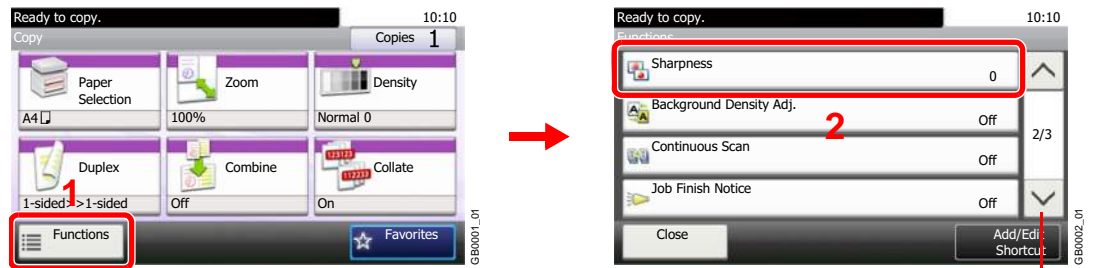 Ready to copy. 10:10
Copy Copies 1
Paper Selection
Zoom
Density
A4 100% Normal 0
123123
112233
Duplex Combine Collate
1-sided>>1-sided Off On
1
Functions Favorites
GB0001_01
Ready to copy. 10:10
Functions
Sharpness 0
Background Density Adj. Off
2
2/3
Continuous Scan Off
Job Finish Notice Off
Close Add/Edit Shortcut
GB0002_01